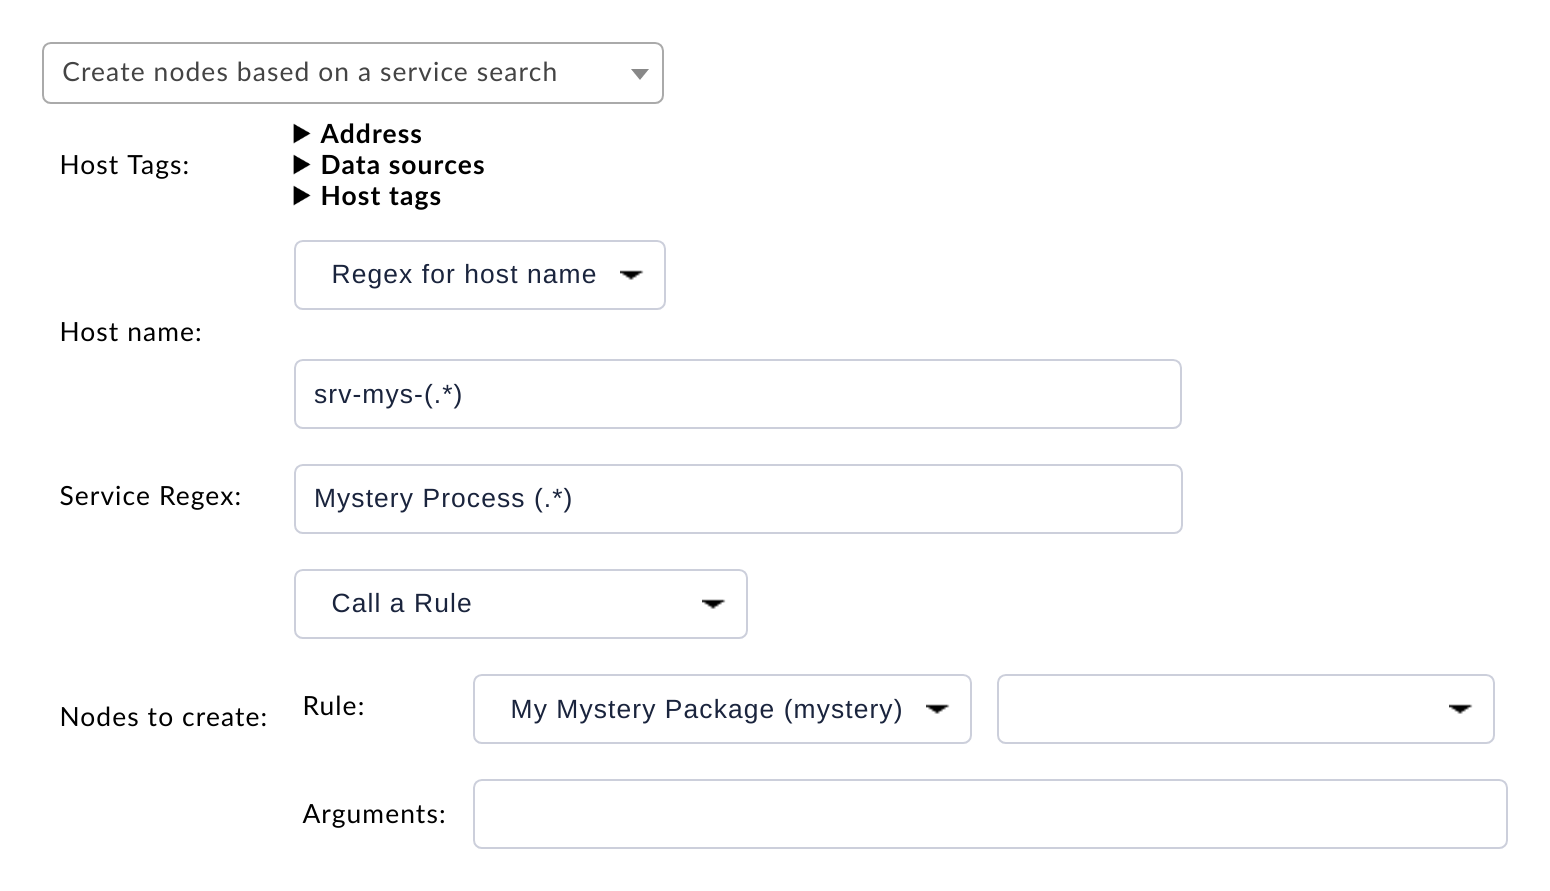 Create nodes based on a service search
Host Tags:
Address
Data sources
Host tags
Host name:
Regex for host name
srv-mys-(.*)
Service Regex:
Mystery Process (.*)
Nodes to create:
Call a Rule
Rule:
My Mystery Package (mystery)
Arguments: